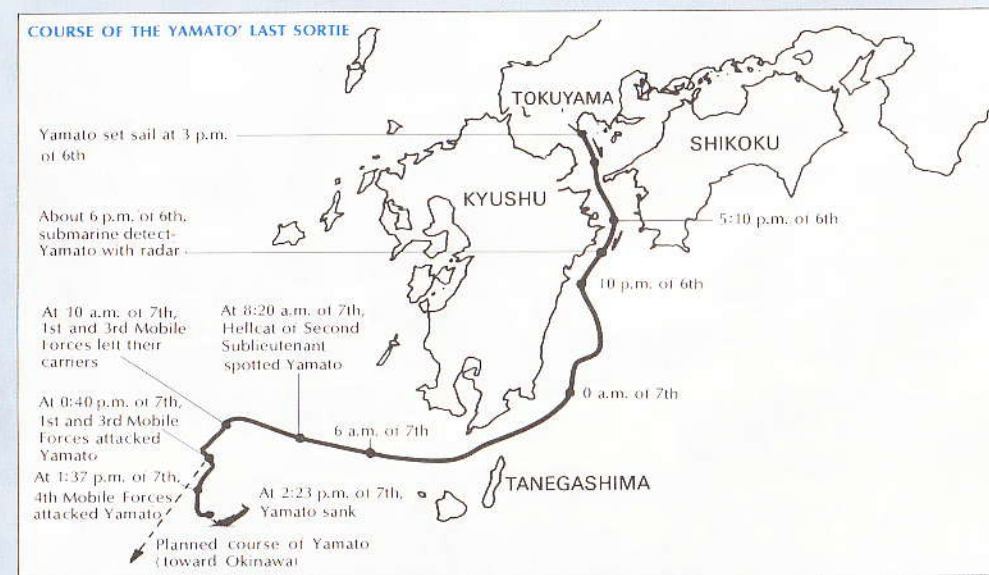 COURSE OF THE YAMATO' LAST SORTIE
TOKUYAMA
SHIKOKU
KYUSHU
Yamato set sail at 3 p.m.
of 6th
About 6 p.m. of 6th,
submarine detect-
Yamato with radar
5:10 p.m. of 6th
10 p.m. of 6th
0 a.m. of 7th
At 10 a.m. of 7th,
1st and 3rd Mobile
Forces left their
carriers
At 8:20 a.m. of 7th,
Hellcat of Second
Sublieutenant
spotted Yamato
6 a.m. of 7th
At 0:40 p.m. of 7th,
1st and 3rd Mobile
Forces attacked
Yamato
At 1:37 p.m. of 7th,
4th Mobile Forces
attacked Yamato
At 2:23 p.m. of 7th,
Yamato sank
TANEGASHIMA
Planned course of Yamato
(toward Okinawa)